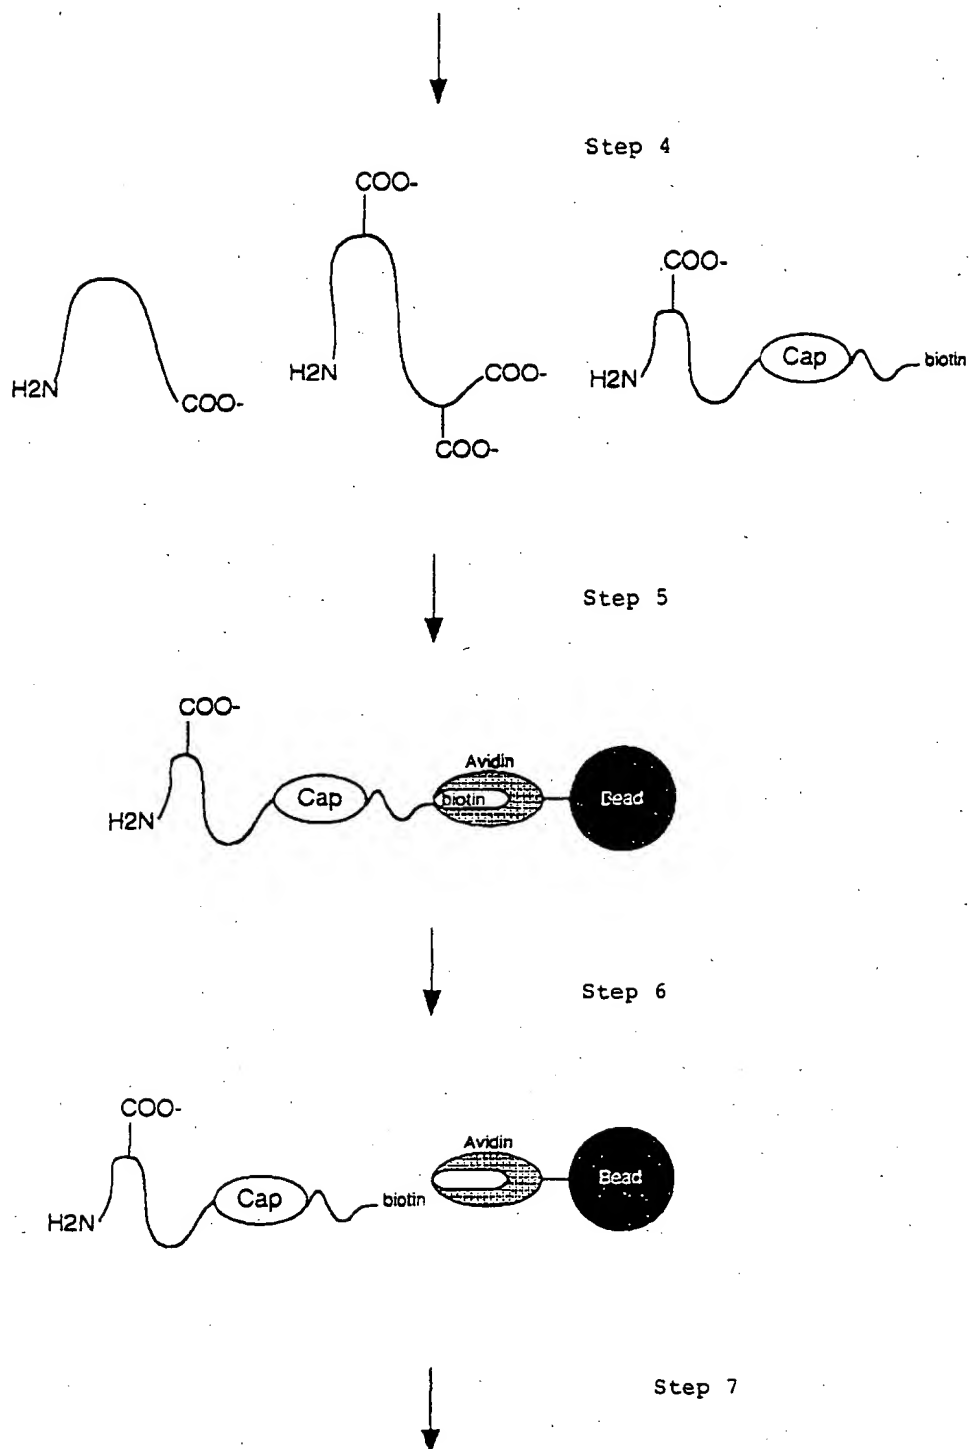 Step 4
COO-
COO-
H2N
COO-
H2N
COO-
COO-
H2N
Cap
biotin
Step 5
COO-
H2N
Cap
Avidin
biotin
Bead
Step 6
COO-
H2N
Cap
biotin
Avidin
Bead
Step 7